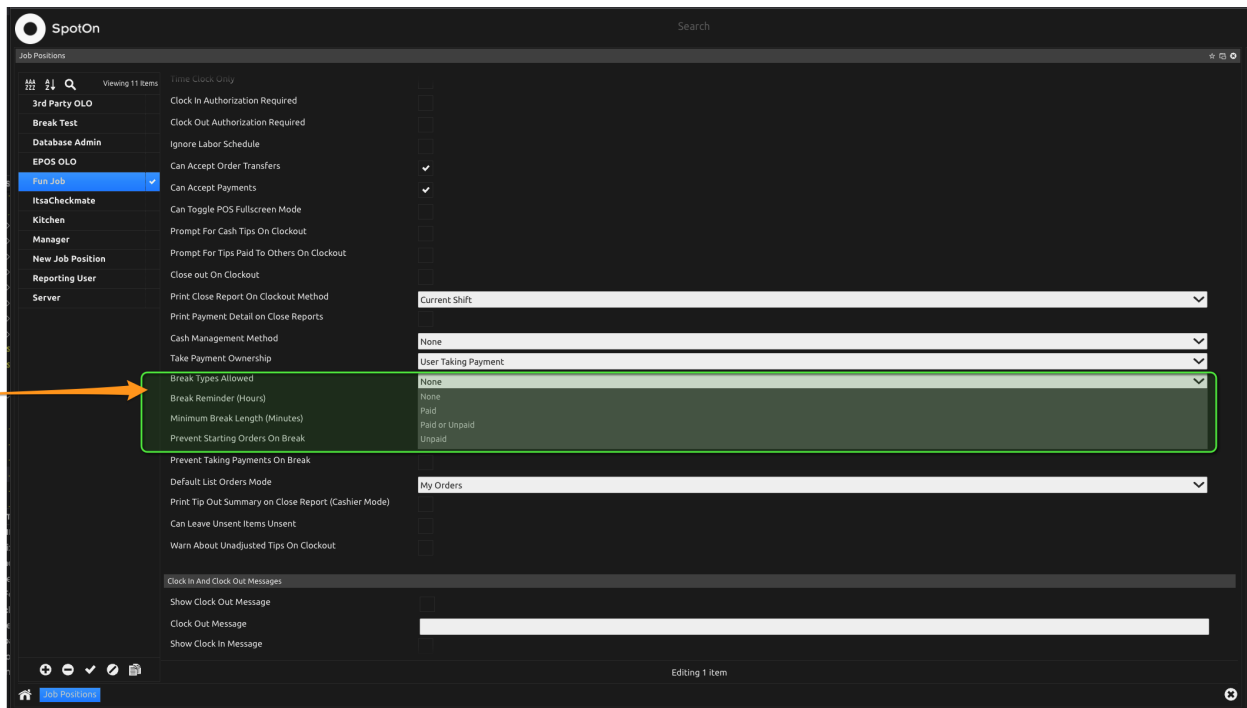 SpotOn
Search
Job Positions
Viewing 11 Items
3rd Party OLO
Break Test
Database Admin
EPOS OLO
Fun Job
ItsaCheckmate
Kitchen
Manager
New Job Position
Reporting User
Server
Time Clock Only
Clock In Authorization Required
Clock Out Authorization Required
Ignore Labor Schedule
Can Accept Order Transfers
Can Accept Payments
Can Toggle POS Fullscreen Mode
Prompt For Cash Tips On Clockout
Prompt For Tips Paid To Others On Clockout
Close out On Clockout
Print Close Report On Clockout Method
Current Shift
Print Payment Detail on Close Reports
Cash Management Method
None
Take Payment Ownership
User Taking Payment
Break Types Allowed
None
Break Reminder (Hours)
None
Paid
Minimum Break Length (Minutes)
Paid or Unpaid
Prevent Starting Orders On Break
Unpaid
Prevent Taking Payments On Break
Default List Orders Mode
My Orders
Print Tip Out Summary on Close Report (Cashier Mode)
Can Leave Unsent Items Unsent
Warn About Unadjusted Tips On Clockout
Clock In And Clock Out Messages
Show Clock Out Message
Clock Out Message
Show Clock In Message
Editing 1 item
Job Positions